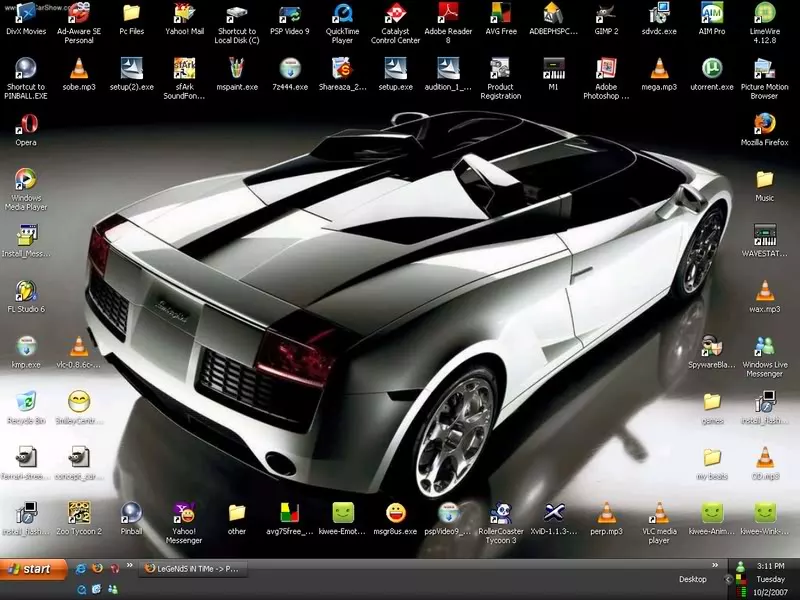 DivX Movies
Ad-Aware SE Personal
Pc Files
Yahoo! Mail
Shortcut to Local Disk (C)
PSP Video 9
QuickTime Player
Catalyst Control Center
Adobe Reader 8
AVG Free
ADBEPHSPC...
GIMP 2
sdvdc.exe
AIM Pro
LimeWire 4.12.8
Shortcut to PINBALL.EXE
sobe.mp3
setup(2).exe
sfArk SoundFon...
mspaint.exe
7z444.exe
Shareaza_2...
setup.exe
audition_1_...
Product Registration
M1
Adobe Photoshop ...
mega.mp3
utorrent.exe
Picture Motion Browser
Opera
Mozilla Firefox
Windows Media Player
Music
Install_Mess...
WAVESTAT...
FL Studio 6
wax.mp3
kmp.exe
vlc-0.8.6c-...
SpywareBla...
Windows Live Messenger
Recycle Bin
SmileyCentr...
games
install_flash...
ferrari-stree...
concept_car...
my beats
OD.mp3
install_flash...
Zoo Tycoon 2
Pinball
Yahoo! Messenger
other
avg75free_...
kiwee-Emot...
msgr8us.exe
pspVideo9_...
RollerCoaster Tycoon 3
XviD-1.1.3-...
perp.mp3
VLC media player
kiwee-Anim...
kiwee-Wink-...
start
LeGeNdS iN TiMe -> P...
Desktop
3:11 PM
Tuesday
10/2/2007